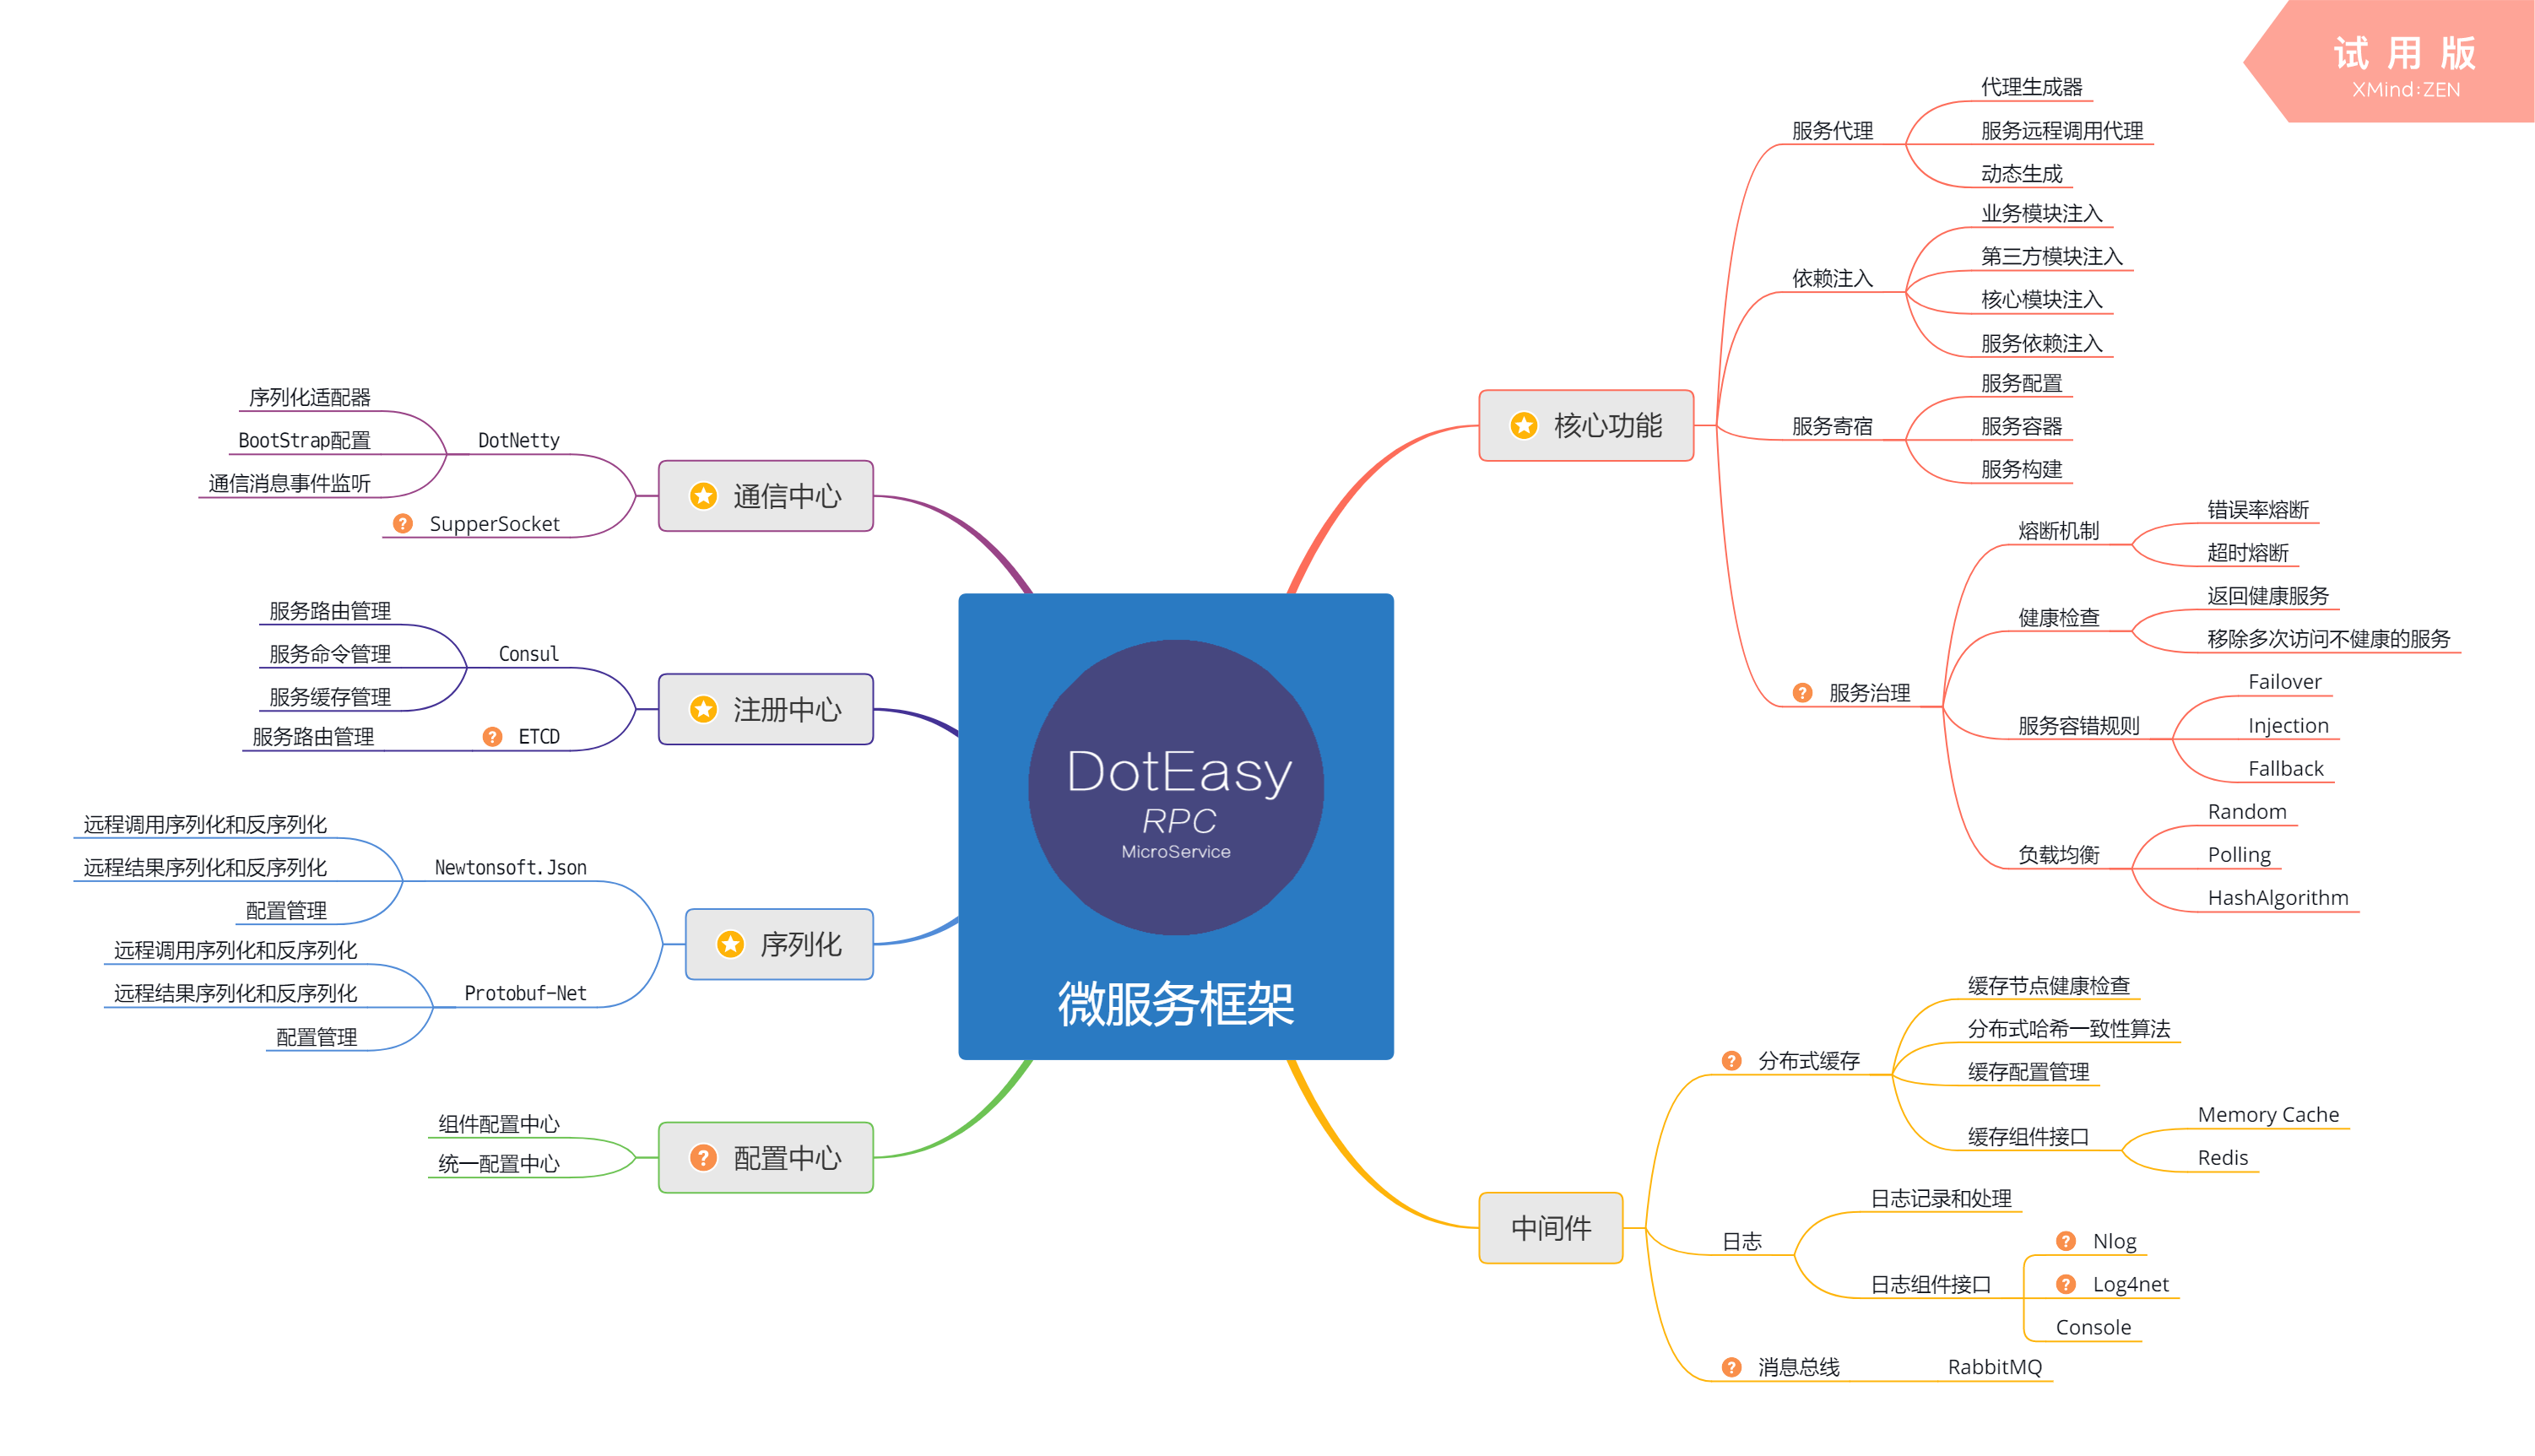 试用版
XMind:ZEN
DotEasy
RPC
MicroService
微服务框架
核心功能
服务代理
代理生成器
服务远程调用代理
动态生成
依赖注入
业务模块注入
第三方模块注入
核心模块注入
服务依赖注入
服务寄宿
服务配置
服务容器
服务构建
服务治理
熔断机制
错误率熔断
超时熔断
健康检查
返回健康服务
移除多次访问不健康的服务
服务容错规则
Failover
Injection
Fallback
负载均衡
Random
Polling
HashAlgorithm
中间件
分布式缓存
缓存节点健康检查
分布式哈希一致性算法
缓存配置管理
缓存组件接口
Memory Cache
Redis
日志
日志记录和处理
日志组件接口
Nlog
Log4net
Console
消息总线
RabbitMQ
通信中心
DotNetty
序列化适配器
BootStrap配置
通信消息事件监听
SupperSocket
注册中心
Consul
服务路由管理
服务命令管理
服务缓存管理
ETCD
服务路由管理
序列化
Newtonsoft.Json
远程调用序列化和反序列化
远程结果序列化和反序列化
配置管理
Protobuf-Net
远程调用序列化和反序列化
远程结果序列化和反序列化
配置管理
配置中心
组件配置中心
统一配置中心